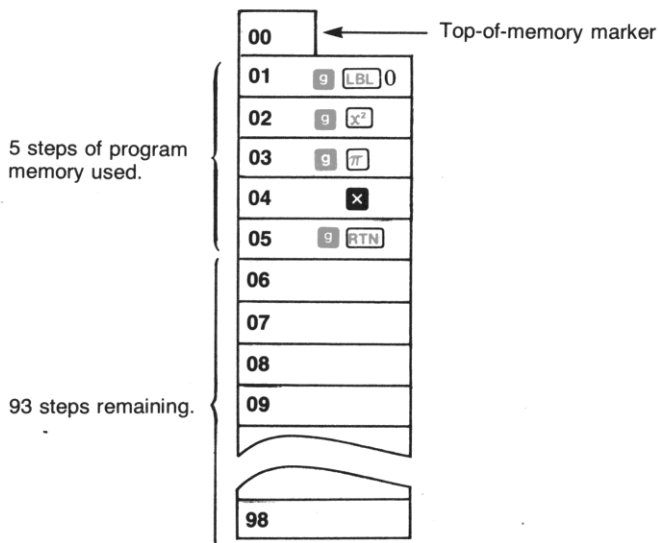 00 Top-of-memory marker
01 g LBL 0
02 g x²
03 g π
04 ×
05 g RTN
5 steps of program
memory used.
06
07
08
09
93 steps remaining.
98